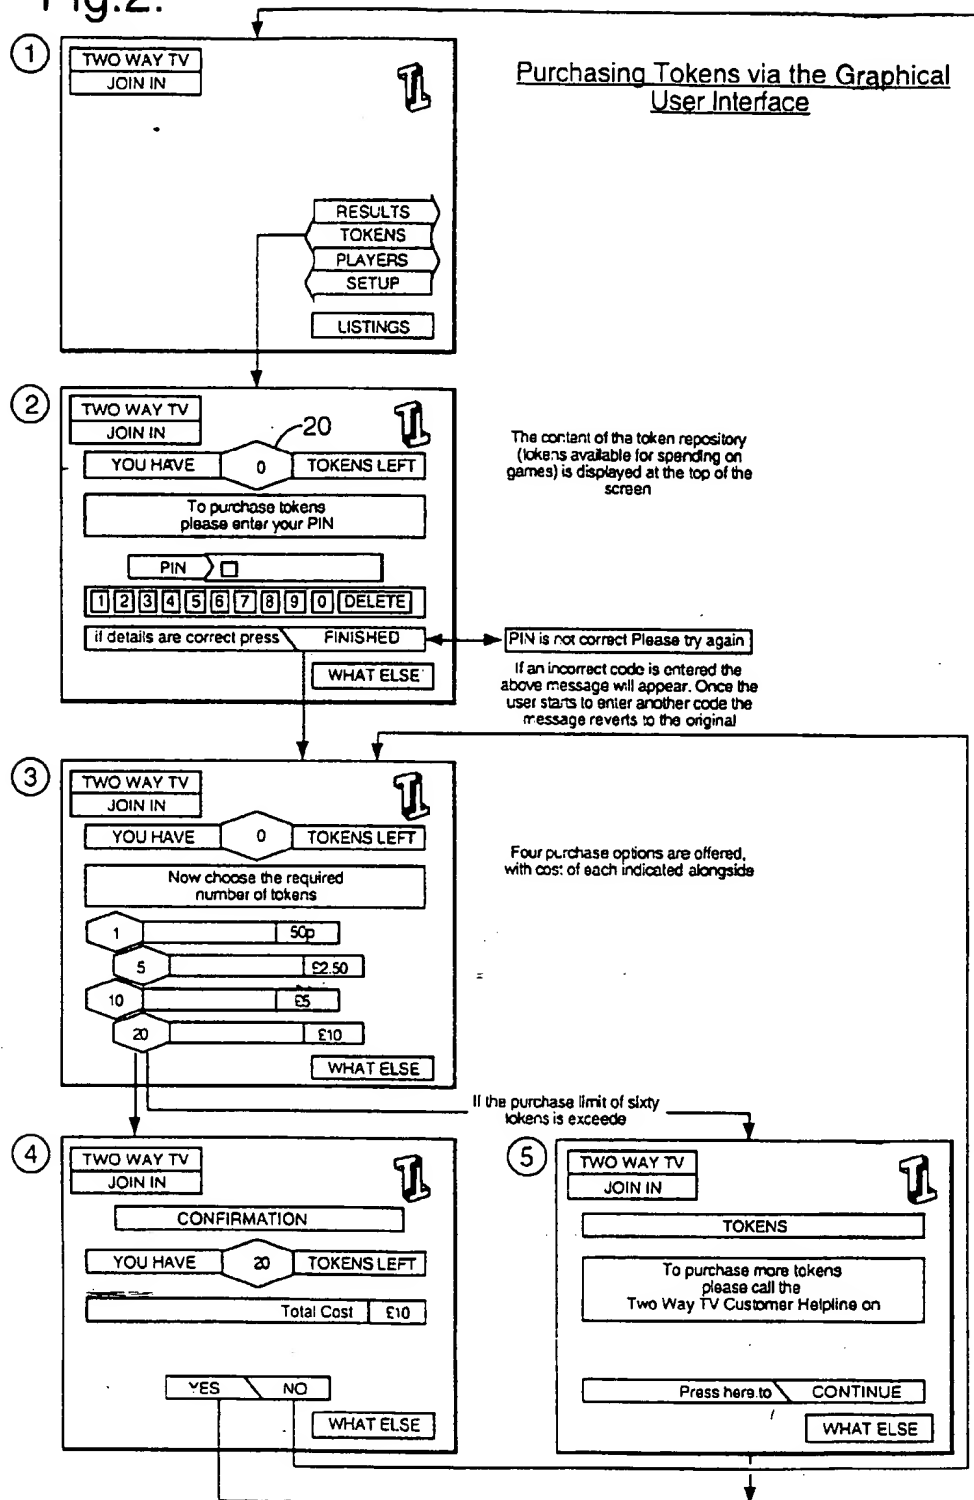 Fig.2.
Purchasing Tokens via the Graphical
User Interface
1
TWO WAY TV
JOIN IN
RESULTS
TOKENS
PLAYERS
SETUP
LISTINGS
2
TWO WAY TV
JOIN IN
20
YOU HAVE 0 TOKENS LEFT
To purchase tokens
please enter your PIN
PIN
1 2 3 4 5 6 7 8 9 0 DELETE
if details are correct press FINISHED
WHAT ELSE
The content of the token repository
(tokens available for spending on
games) is displayed at the top of the
screen
PIN is not correct Please try again
If an incorrect code is entered the
above message will appear. Once the
user starts to enter another code the
message reverts to the original
3
TWO WAY TV
JOIN IN
YOU HAVE 0 TOKENS LEFT
Now choose the required
number of tokens
1 50p
5 £2.50
10 £5
20 £10
WHAT ELSE
Four purchase options are offered,
with cost of each indicated alongside
If the purchase limit of sixty
tokens is exceede
4
TWO WAY TV
JOIN IN
CONFIRMATION
YOU HAVE 20 TOKENS LEFT
Total Cost £10
YES NO
WHAT ELSE
5
TWO WAY TV
JOIN IN
TOKENS
To purchase more tokens
please call the
Two Way TV Customer Helpline on
Press here to CONTINUE
WHAT ELSE